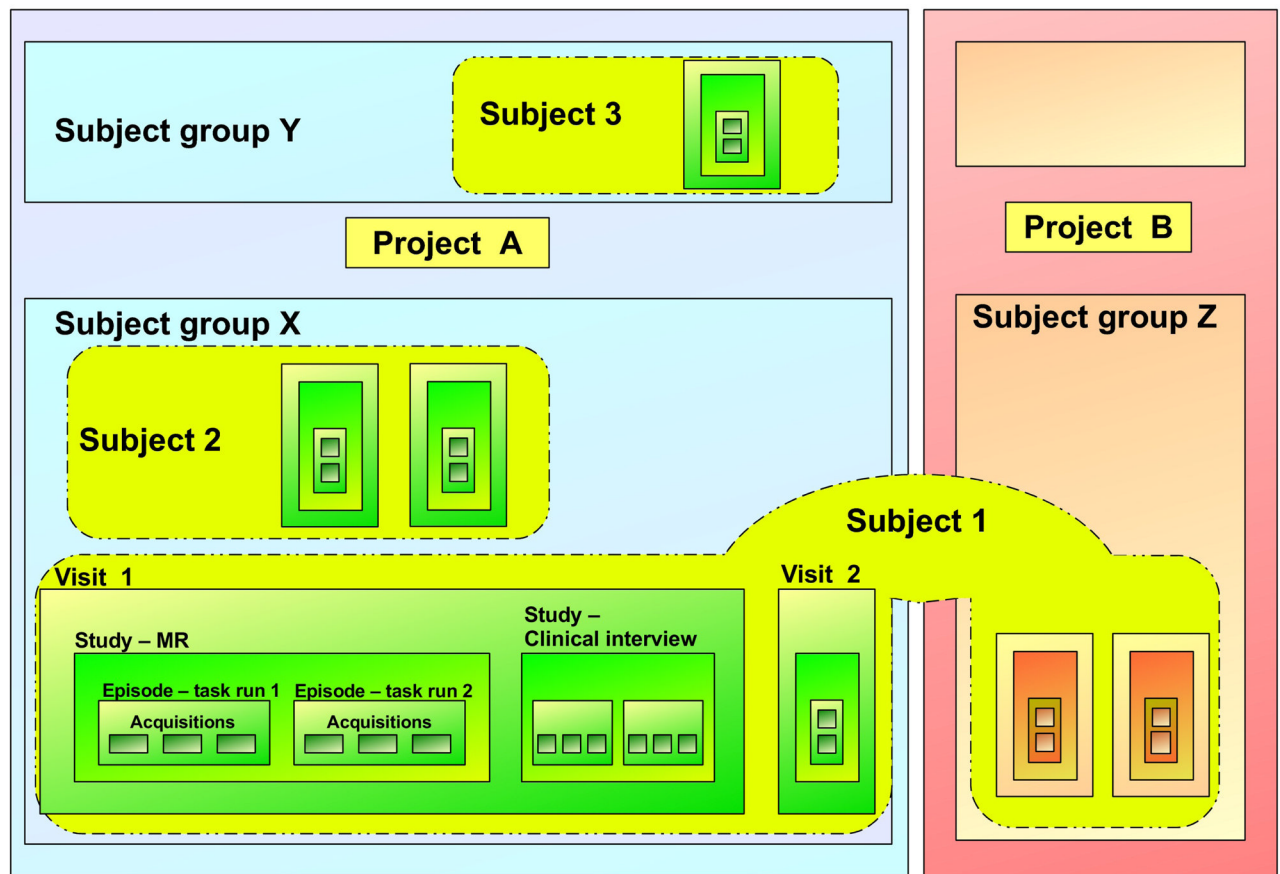 Subject group Y
Subject 3
Project A
Project B
Subject group X
Subject group Z
Subject 2
Subject 1
Visit 1
Visit 2
Study –
Clinical interview
Study – MR
Episode – task run 1
Episode – task run 2
Acquisitions
Acquisitions